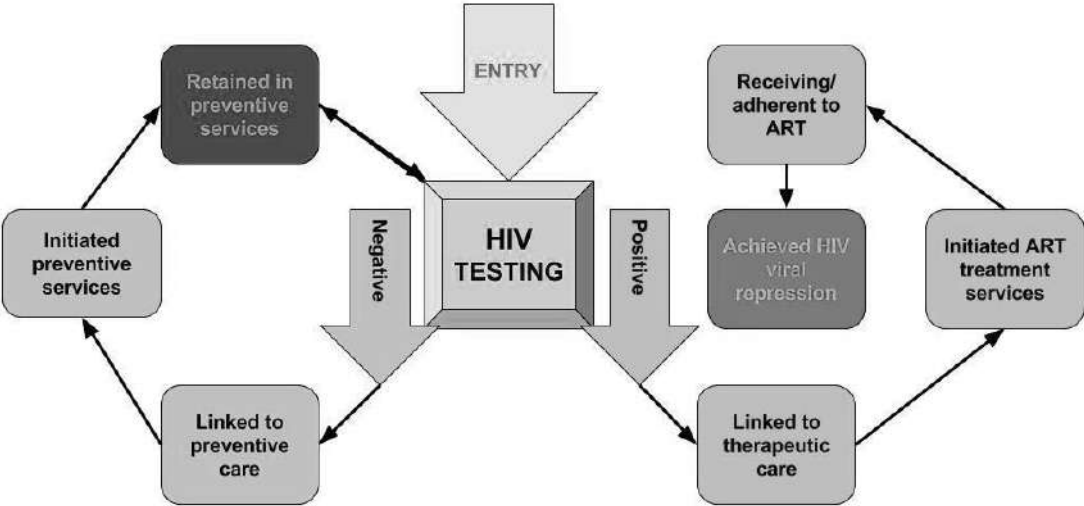 ENTRY
Retained in
preventive
services
Receiving/
adherent to
ART
Negative
HIV
TESTING
Positive
Initiated
preventive
services
Achieved HIV
viral
repression
Initiated ART
treatment
services
Linked to
preventive
care
Linked to
therapeutic
care